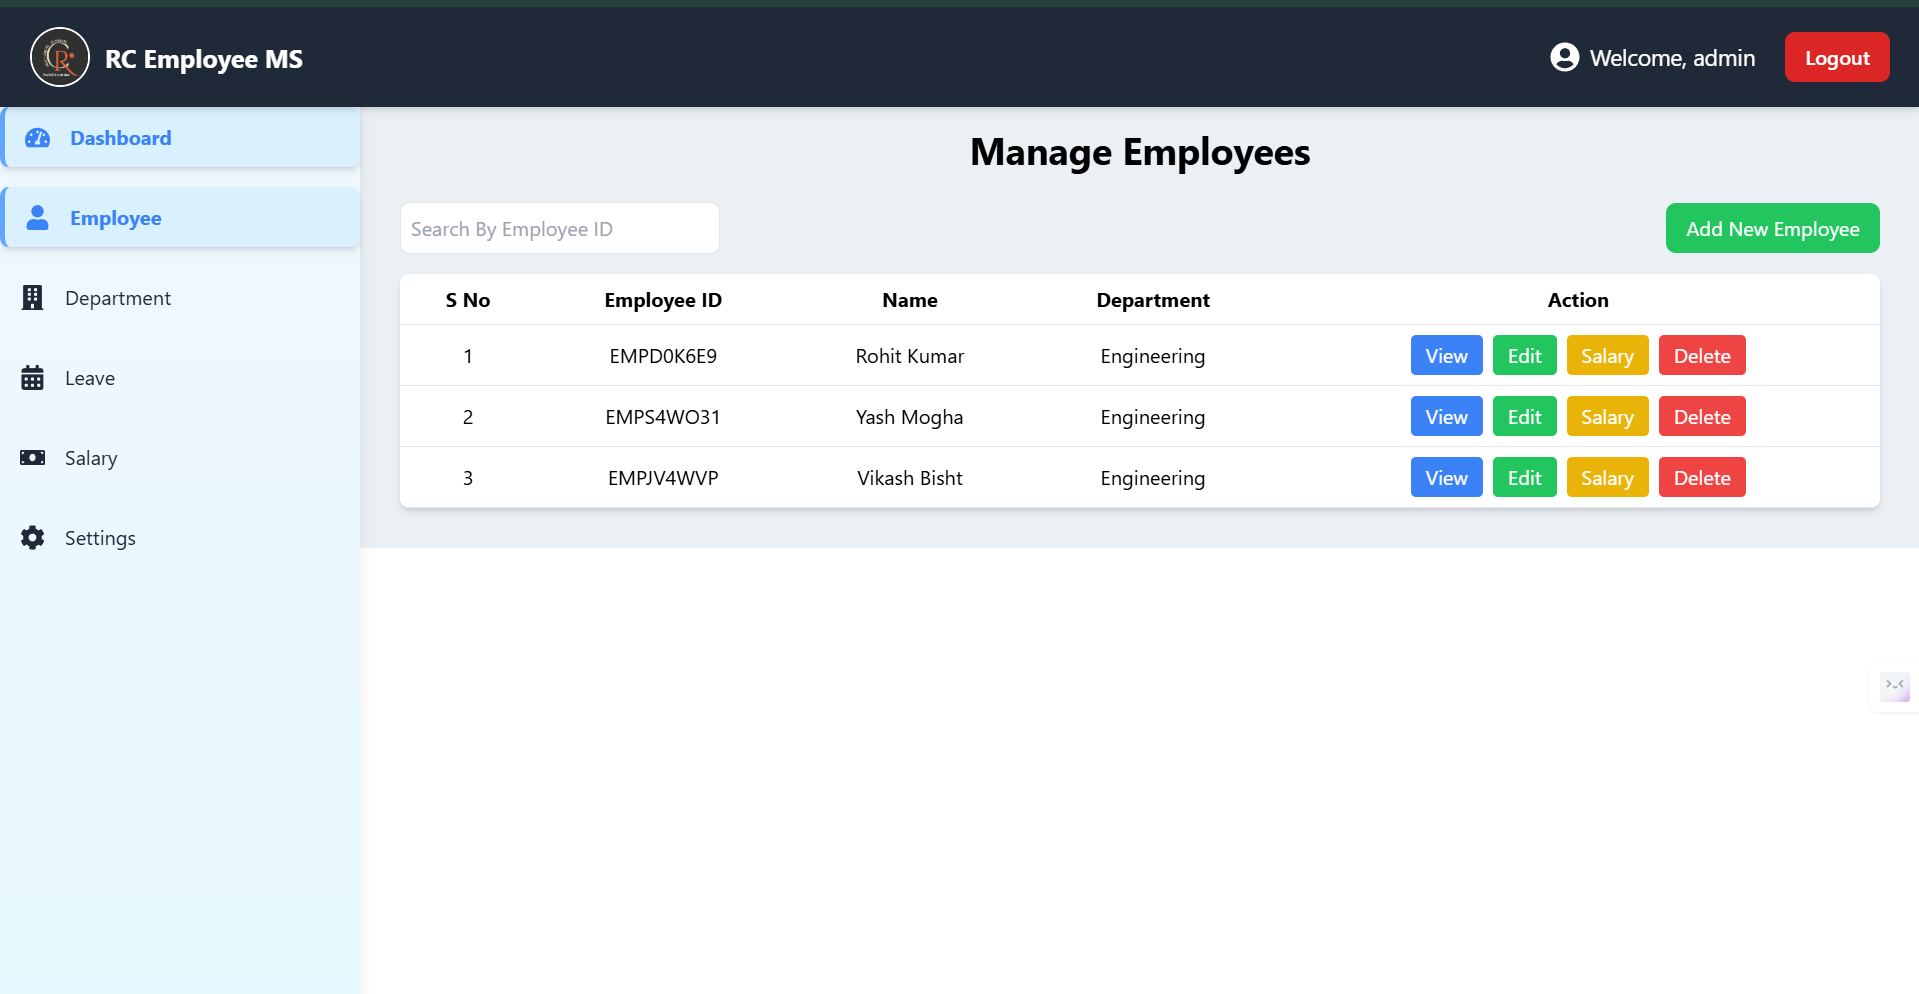 RC Employee MS
Welcome, admin
Logout
Dashboard
Employee
Department
Leave
Salary
Settings
Manage Employees
Search By Employee ID
Add New Employee
S No Employee ID Name Department Action
1 EMPD0K6E9 Rohit Kumar Engineering View Edit Salary Delete
2 EMPS4WO31 Yash Mogha Engineering View Edit Salary Delete
3 EMPJV4WVP Vikash Bisht Engineering View Edit Salary Delete